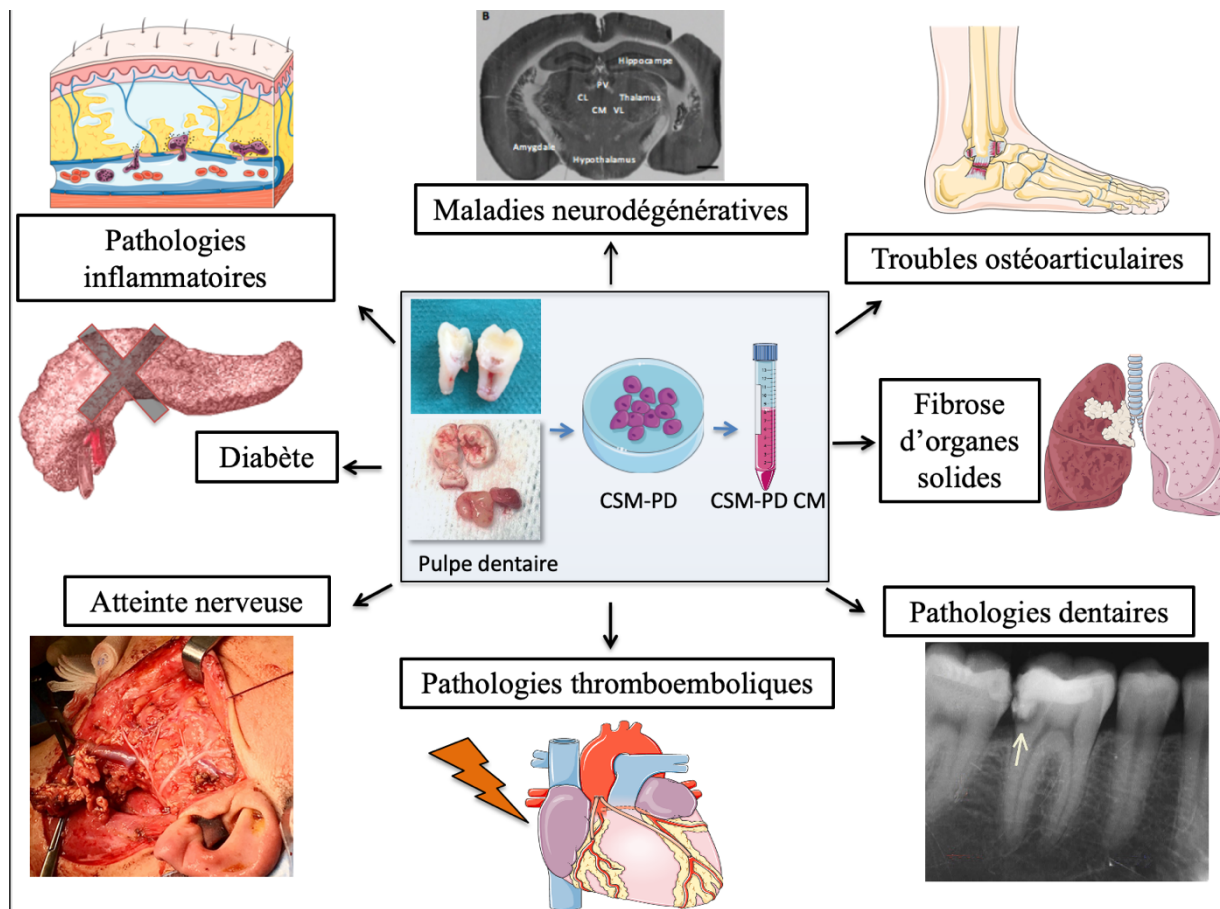 B
Hippocampe
PV
CL
Thalamus
CM
VL
Amygdale
Hypothalamus
Maladies neurodégénératives
Pathologies
inflammatoires
Troubles ostéoarticulaires
Fibrose
d’organes
solides
Diabète
CSM-PD
CSM-PD CM
Pulpe dentaire
Atteinte nerveuse
Pathologies dentaires
Pathologies thromboemboliques